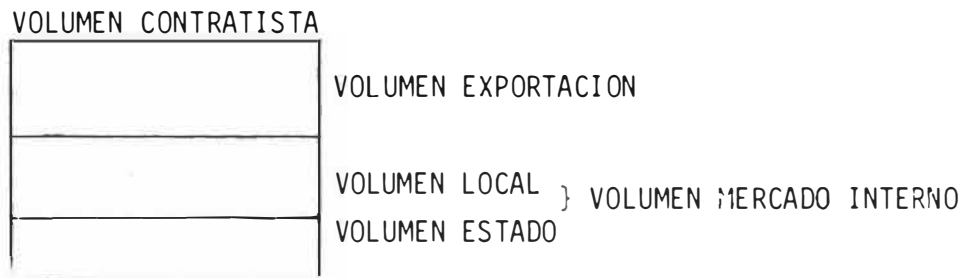 VOLUMEN CONTRATISTA
VOLUMEN EXPORTACION
VOLUMEN LOCAL
} VOLUMEN MERCADO INTERNO
VOLUMEN ESTADO